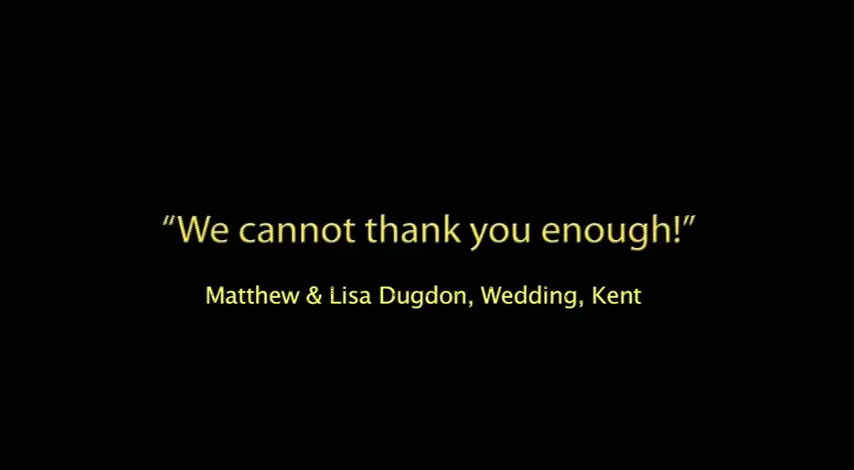 “We cannot thank you enough!”
Matthew & Lisa Dugdon, Wedding, Kent